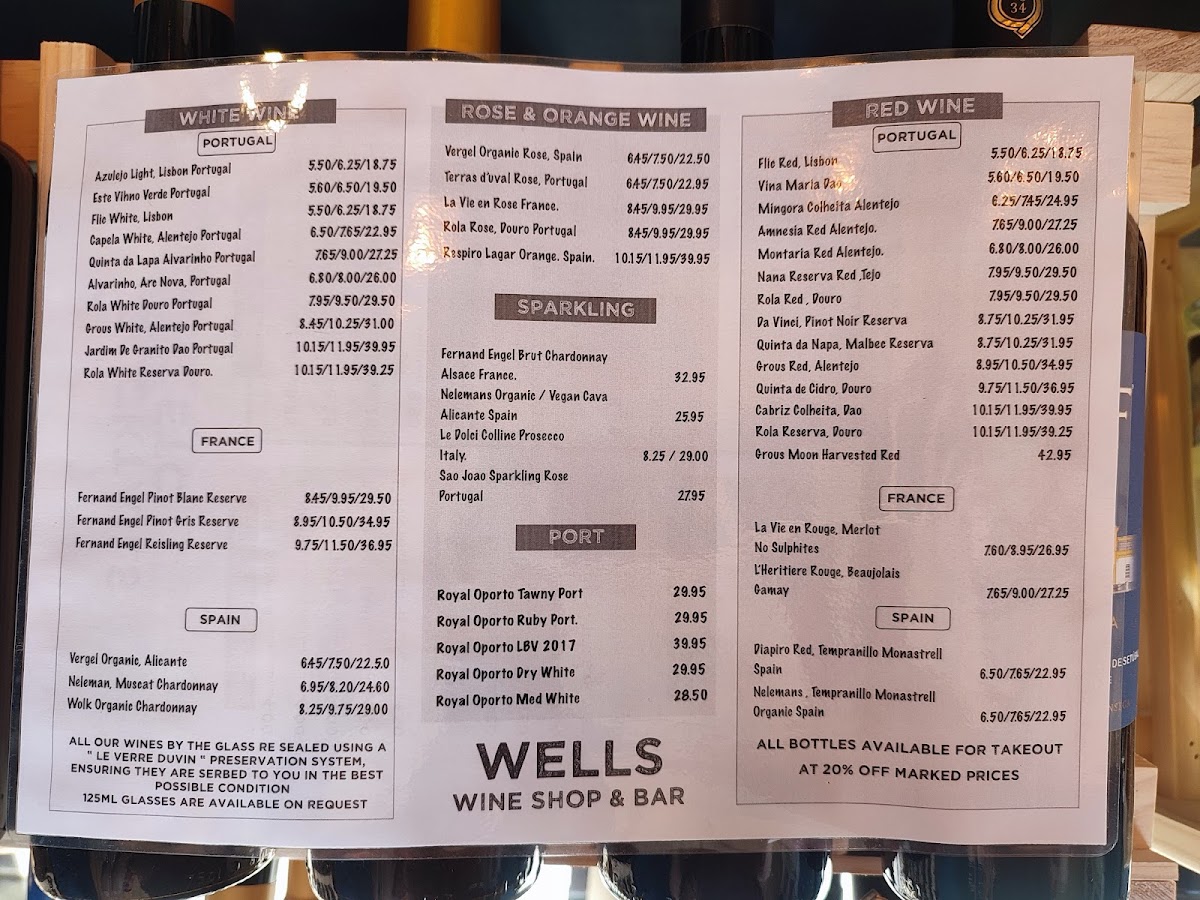 34
WHITE WINE
PORTUGAL
Azulejo Light, Lisbon Portugal 5.50/6.25/18.75
Este Vihno Verde Portugal 5.60/6.50/19.50
Flic White, Lisbon 5.50/6.25/18.75
Capela White, Alentejo Portugal 6.50/7.65/22.95
Quinta da Lapa Alvarinho Portugal 7.65/9.00/27.25
Alvarinho, Are Nova, Portugal 6.80/8.00/26.00
Rola White Douro Portugal 7.95/9.50/29.50
Grous White, Alentejo Portugal 8.45/10.25/31.00
Jardim De Granito Dao Portugal 10.15/11.95/39.95
Rola White Reserva Douro. 10.15/11.95/39.25
FRANCE
Fernand Engel Pinot Blanc Reserve 8.45/9.95/29.50
Fernand Engel Pinot Gris Reserve 8.95/10.50/34.95
Fernand Engel Reisling Reserve 9.75/11.50/36.95
SPAIN
Vergel Organic, Alicante 6.45/7.50/22.5.0
Neleman, Muscat Chardonnay 6.95/8.20/24.60
Wolk Organic Chardonnay 8.25/9.75/29.00
ALL OUR WINES BY THE GLASS RE SEALED USING A
" LE VERRE DUVIN " PRESERVATION SYSTEM,
ENSURING THEY ARE SERBED TO YOU IN THE BEST
POSSIBLE CONDITION
125ML GLASSES ARE AVAILABLE ON REQUEST
ROSE & ORANGE WINE
Vergel Organic Rose, Spain 6.45/7.50/22.50
Terras d'uval Rose, Portugal 6.45/7.50/22.95
La Vie en Rose France. 8.45/9.95/29.95
Rola Rose, Douro Portugal 8.45/9.95/29.95
Respiro Lagar Orange. Spain. 10.15/11.95/39.95
SPARKLING
Fernand Engel Brut Chardonnay
Alsace France. 32.95
Nelemans Organic / Vegan Cava
Alicante Spain 25.95
Le Dolci Colline Prosecco
Italy. 8.25 / 29.00
Sao Joao Sparkling Rose
Portugal 27.95
PORT
Royal Oporto Tawny Port 29.95
Royal Oporto Ruby Port. 29.95
Royal Oporto LBV 2017 39.95
Royal Oporto Dry White 29.95
Royal Oporto Med White 28.50
WELLS
WINE SHOP & BAR
RED WINE
PORTUGAL
Flic Red, Lisbon 5.50/6.25/18.75
Vina Maria Dao 5.60/6.50/19.50
Mingora Colheita Alentejo 6.25/7.45/24.95
Amnesia Red Alentejo. 7.65/9.00/27.25
Montaria Red Alentejo. 6.80/8.00/26.00
Nana Reserva Red ,Tejo 7.95/9.50/29.50
Rola Red , Douro 7.95/9.50/29.50
Da Vinci, Pinot Noir Reserva 8.75/10.25/31.95
Quinta da Napa, Malbec Reserva 8.75/10.25/31.95
Grous Red, Alentejo 8.95/10.50/34.95
Quinta de Cidro, Douro 9.75/11.50/36.95
Cabriz Colheita, Dao 10.15/11.95/39.95
Rola Reserva, Douro 10.15/11.95/39.25
Grous Moon Harvested Red 42.95
FRANCE
La Vie en Rouge, Merlot
No Sulphites 7.60/8.95/26.95
L'Heritiere Rouge, Beaujolais
Gamay 7.65/9.00/27.25
SPAIN
Diapiro Red, Tempranillo Monastrell
Spain 6.50/7.65/22.95
Nelemans , Tempranillo Monastrell
Organic Spain 6.50/7.65/22.95
ALL BOTTLES AVAILABLE FOR TAKEOUT
AT 20% OFF MARKED PRICES